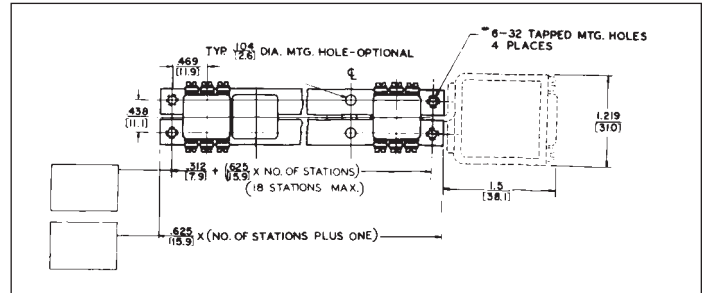 *6-32 TAPPED MTG. HOLES
4 PLACES
TYP .104 DIA. MTG. HOLE-OPTIONAL
[2.6]
.469
[11.9]
℄
.438
[11.1]
1.219
[31.0]
.312 + (.625 X NO. OF STATIONS)
[7.9] [15.9]
(18 STATIONS MAX.)
1.5
[38.1]
.625 X (NO. OF STATIONS PLUS ONE)
[15.9]